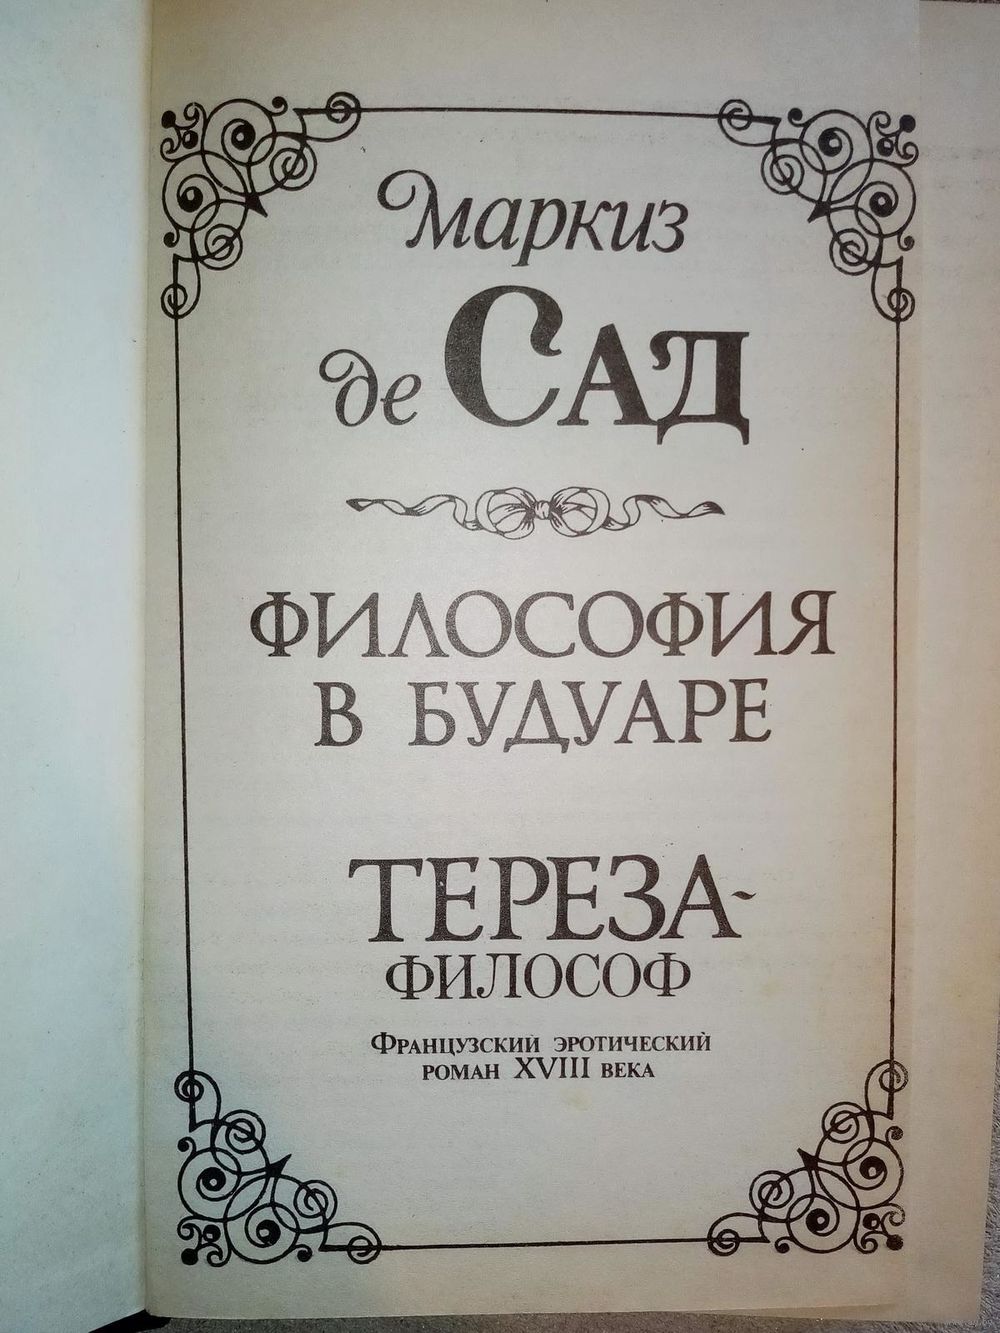 Маркиз
де Сад
ФИЛОСОФИЯ
В БУДУАРЕ
ТЕРЕЗА-
ФИЛОСОФ
Французский эротический
роман XVIII века